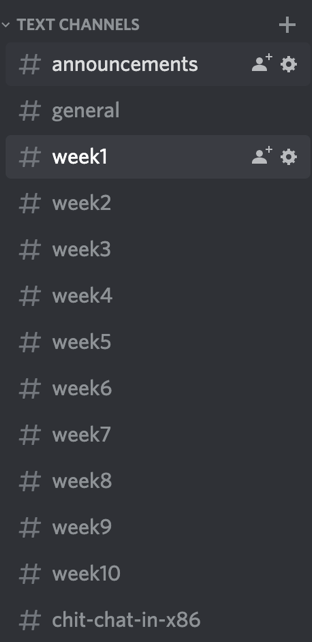 TEXT CHANNELS
# announcements
# general
# week1
# week2
# week3
# week4
# week5
# week6
# week7
# week8
# week9
# week10
# chit-chat-in-x86